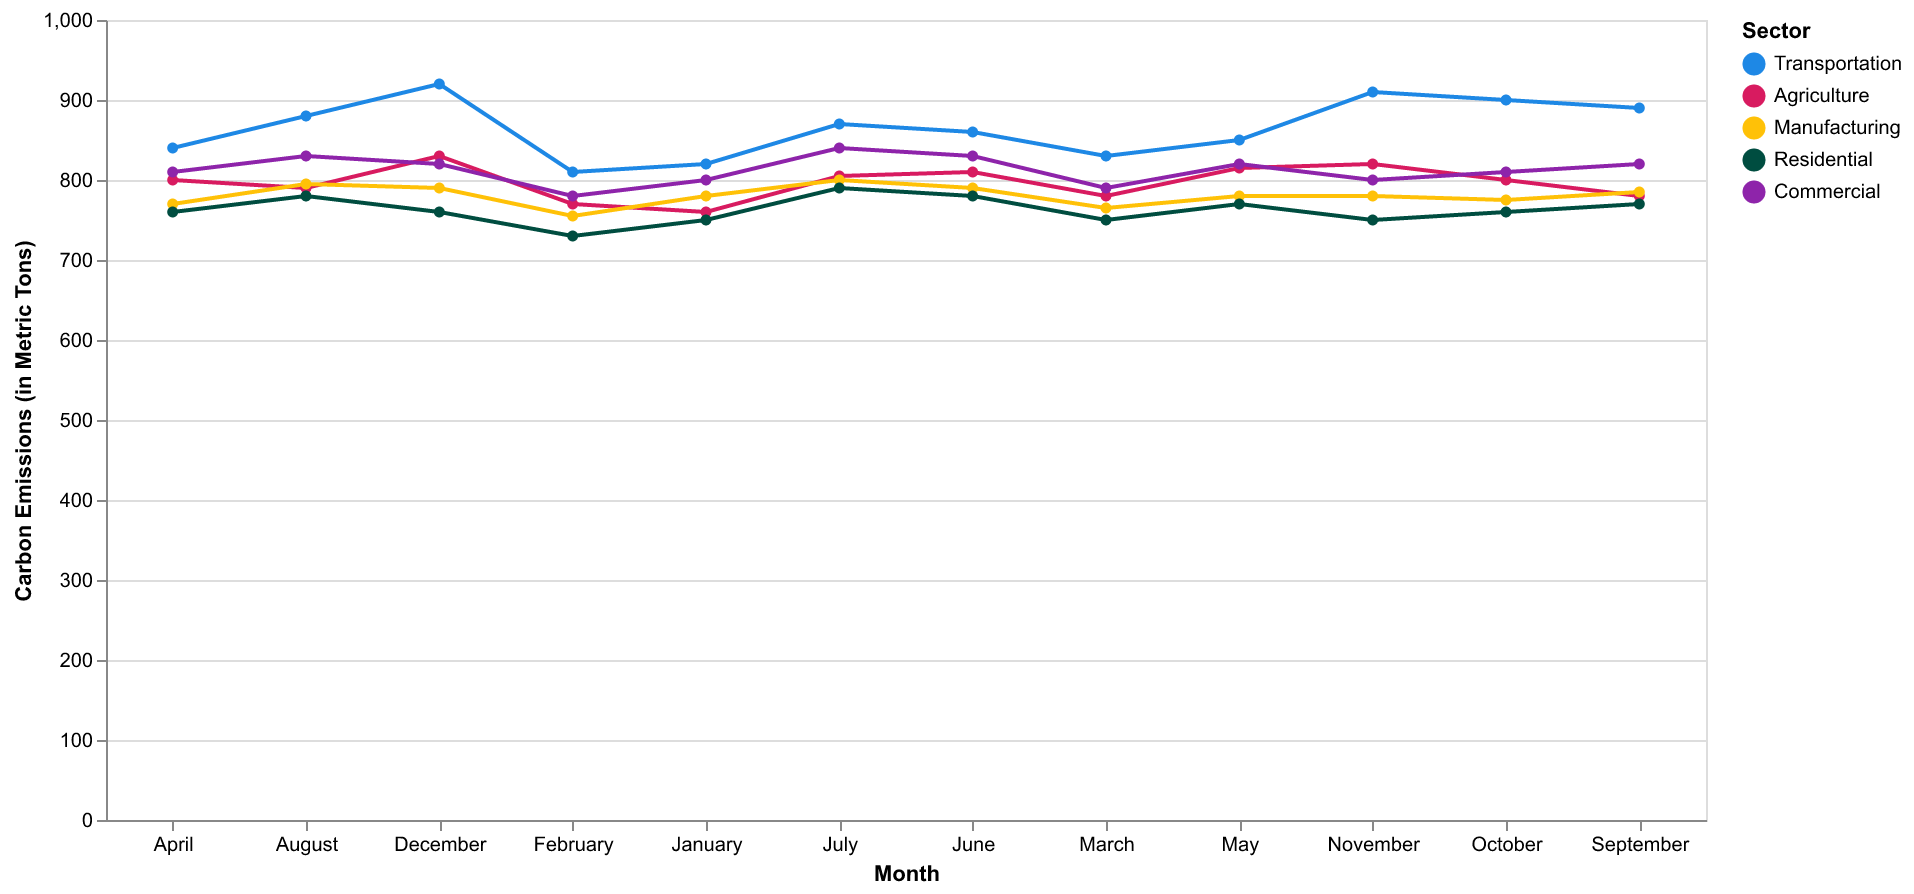 1,000
900
800
700
600
500
400
300
200
100
0
Carbon Emissions (in Metric Tons)
April August December February January July June March May November October September
Month
Sector
Transportation
Agriculture
Manufacturing
Residential
Commercial